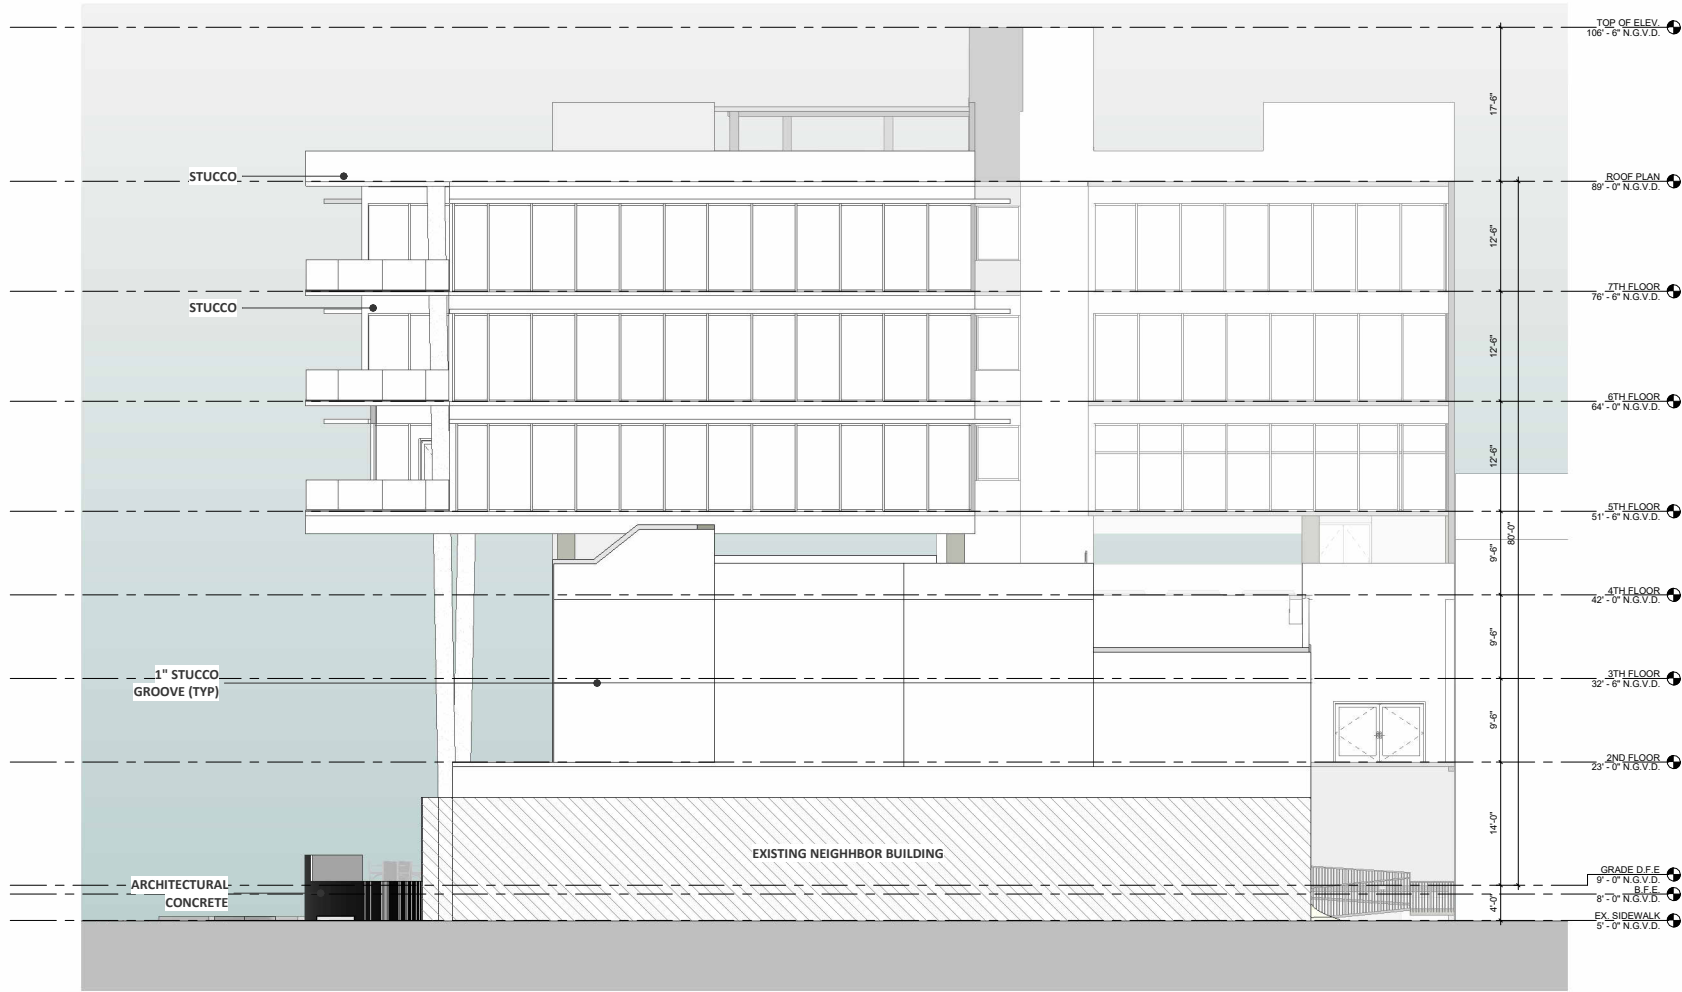 TOP OF ELEV.
106' - 6" N.G.V.D.
17'-6"
STUCCO
ROOF PLAN
89' - 0" N.G.V.D.
12'-6"
7TH FLOOR
76' - 6" N.G.V.D.
STUCCO
12'-6"
6TH FLOOR
64' - 0" N.G.V.D.
12'-6"
5TH FLOOR
51' - 6" N.G.V.D.
80'-0"
9'-6"
4TH FLOOR
42' - 0" N.G.V.D.
9'-6"
1" STUCCO
GROOVE (TYP)
3TH FLOOR
32' - 6" N.G.V.D.
9'-6"
2ND FLOOR
23' - 0" N.G.V.D.
14'-0"
EXISTING NEIGHHBOR BUILDING
GRADE D.F.E
9' - 0" N.G.V.D.
ARCHITECTURAL
CONCRETE
B.F.E.
8' - 0" N.G.V.D.
4'-0"
EX. SIDEWALK
5' - 0" N.G.V.D.